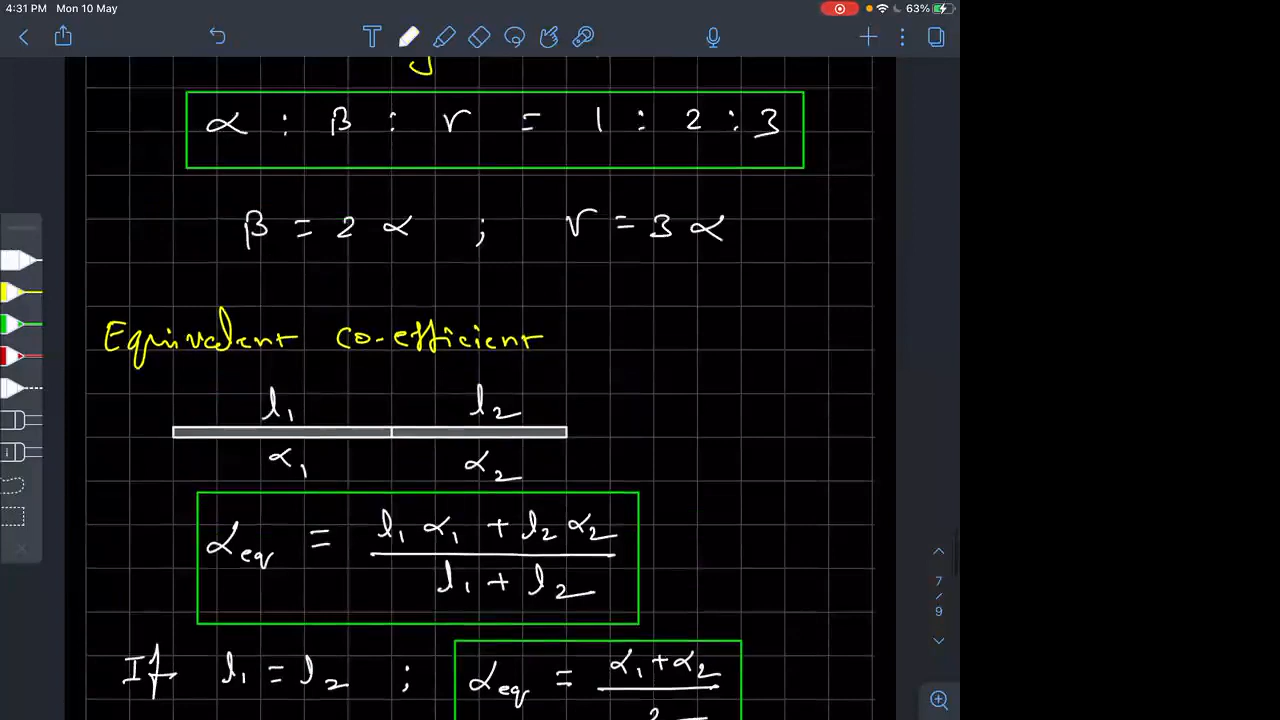 4:31 PM Mon 10 May 63%
T
α : β : γ = 1 : 2 : 3
β = 2 α ; γ = 3 α
Equivalent co-efficient
l₁ l₂
α₁ α₂
αeq = (l₁ α₁ + l₂ α₂) / (l₁ + l₂)
7
/
9
If l₁ = l₂ ; αeq = (α₁ + α₂) / 2